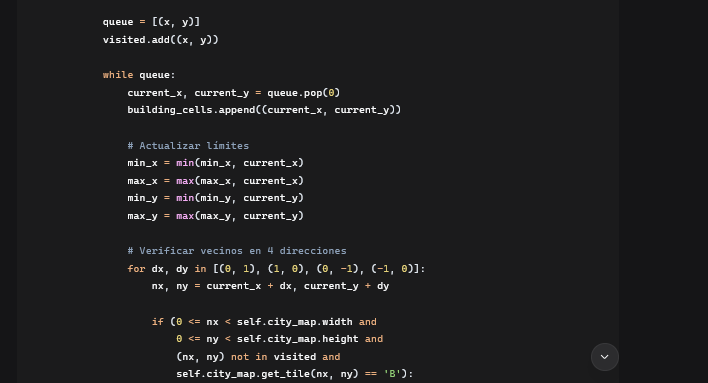 queue = [(x, y)]
visited.add((x, y))
while queue:
current_x, current_y = queue.pop(0)
building_cells.append((current_x, current_y))
# Actualizar límites
min_x = min(min_x, current_x)
max_x = max(max_x, current_x)
min_y = min(min_y, current_y)
max_y = max(max_y, current_y)
# Verificar vecinos en 4 direcciones
for dx, dy in [(0, 1), (1, 0), (0, -1), (-1, 0)]:
nx, ny = current_x + dx, current_y + dy
if (0 <= nx < self.city_map.width and
0 <= ny < self.city_map.height and
(nx, ny) not in visited and
self.city_map.get_tile(nx, ny) == 'B'):